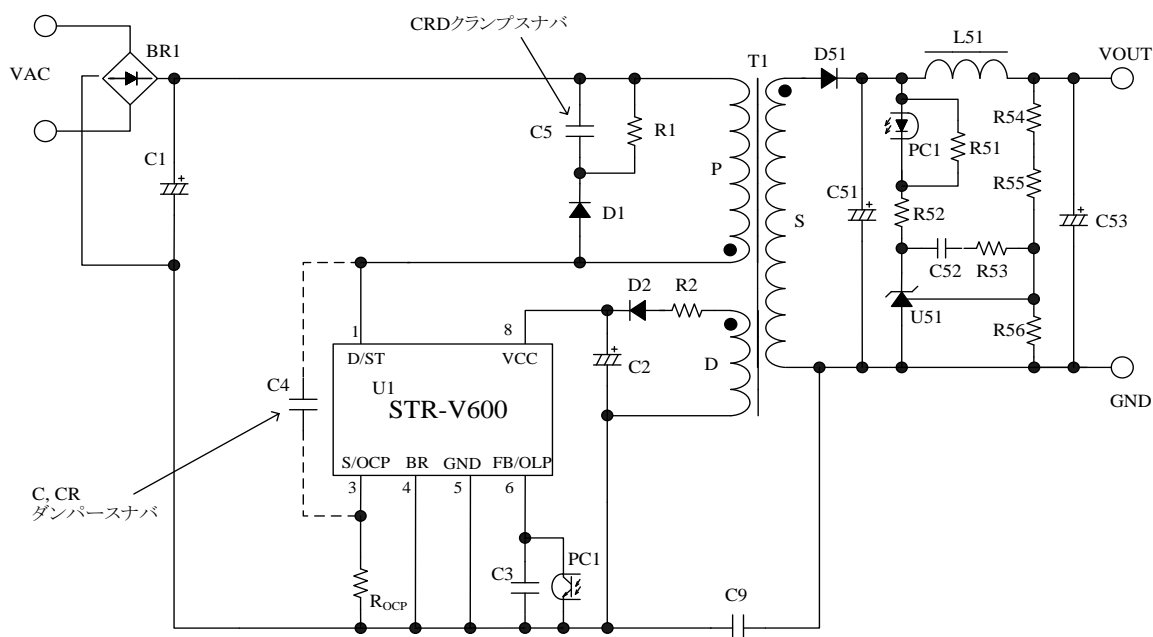 CRDクランプスナバ
VAC
BR1
C1
C5
R1
D1
T1
P
S
D51
L51
VOUT
PC1
R51
R54
R55
C51
R52
C53
C52
R53
U51
R56
GND
D2
R2
C2
D
1
8
D/ST
VCC
U1
STR-V600
C4
S/OCP
BR
GND
FB/OLP
3
4
5
6
C, CR
ダンパースナバ
ROCP
C3
PC1
C9